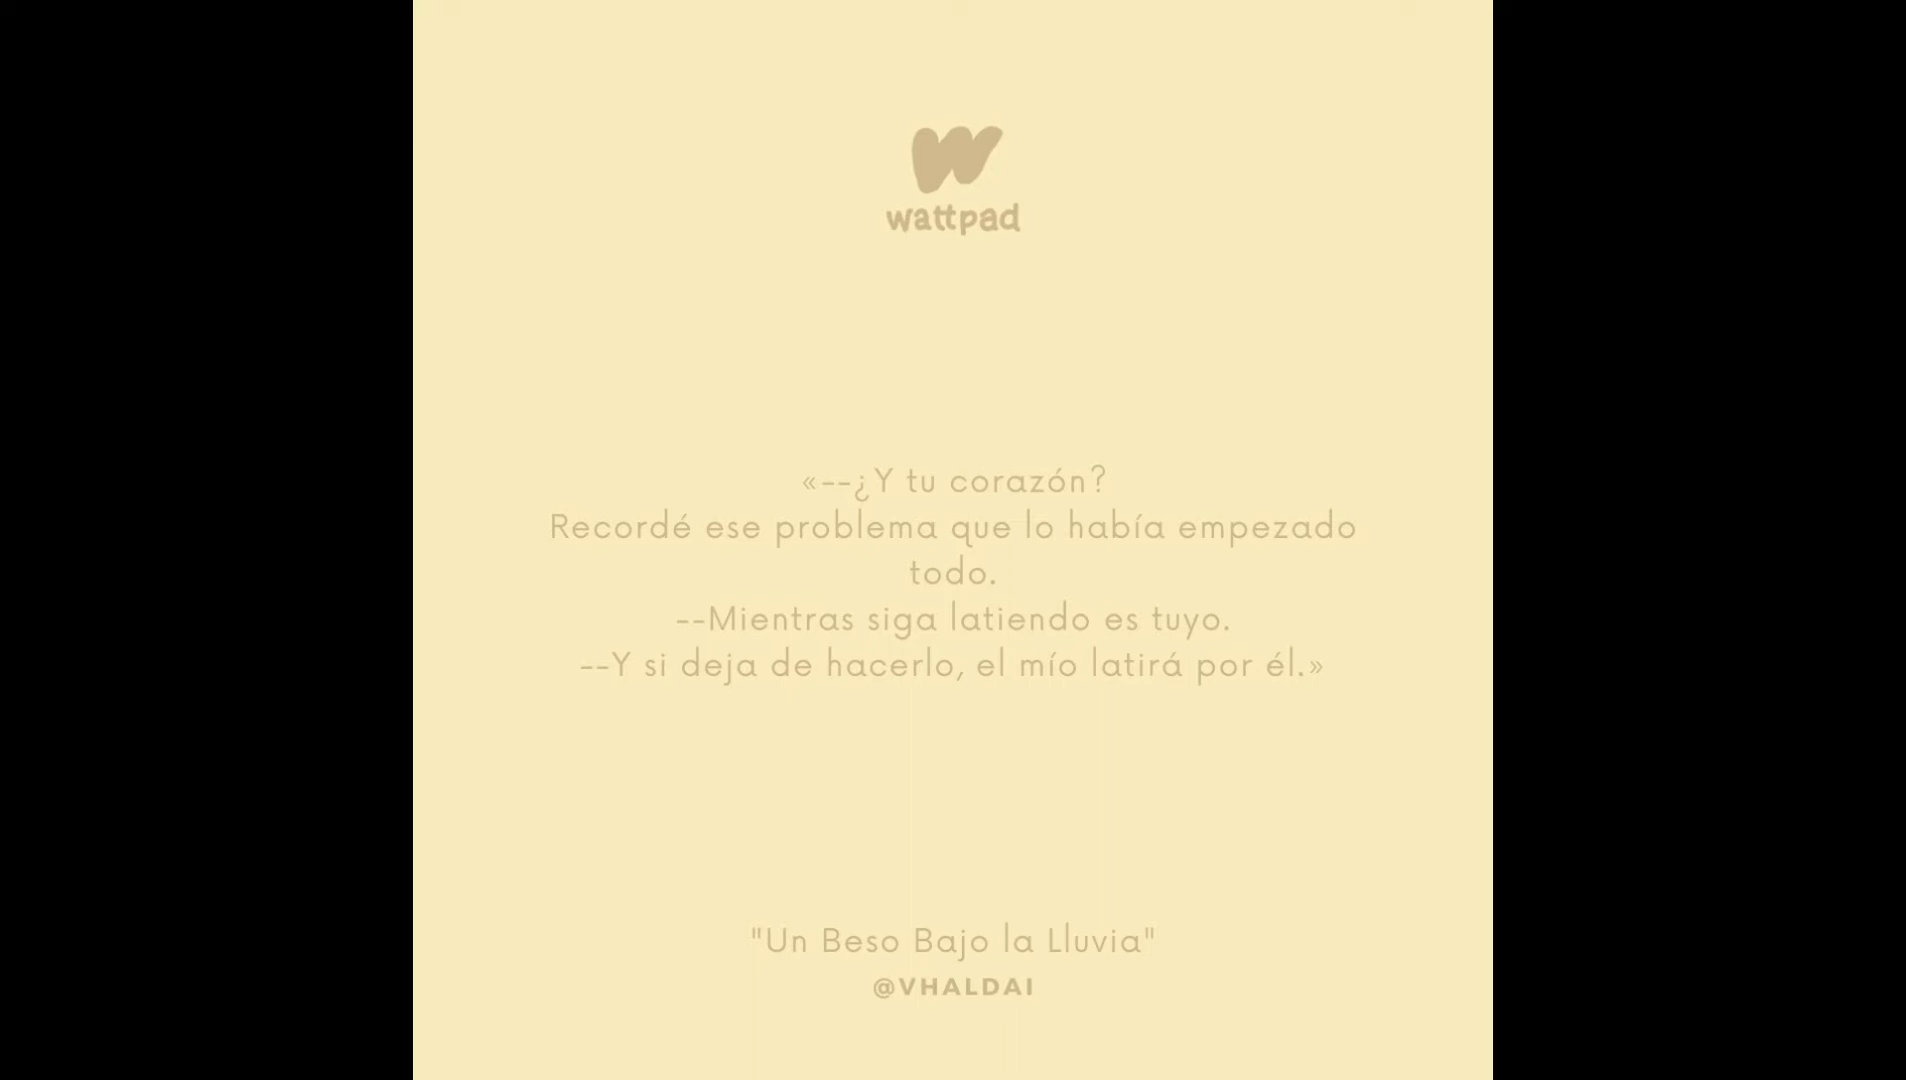 wattpad
«--¿Y tu corazón?
Recordé ese problema que lo había empezado
todo.
--Mientras siga latiendo es tuyo.
--Y si deja de hacerlo, el mío latirá por él.»
"Un Beso Bajo la Lluvia"
@VHALDAI